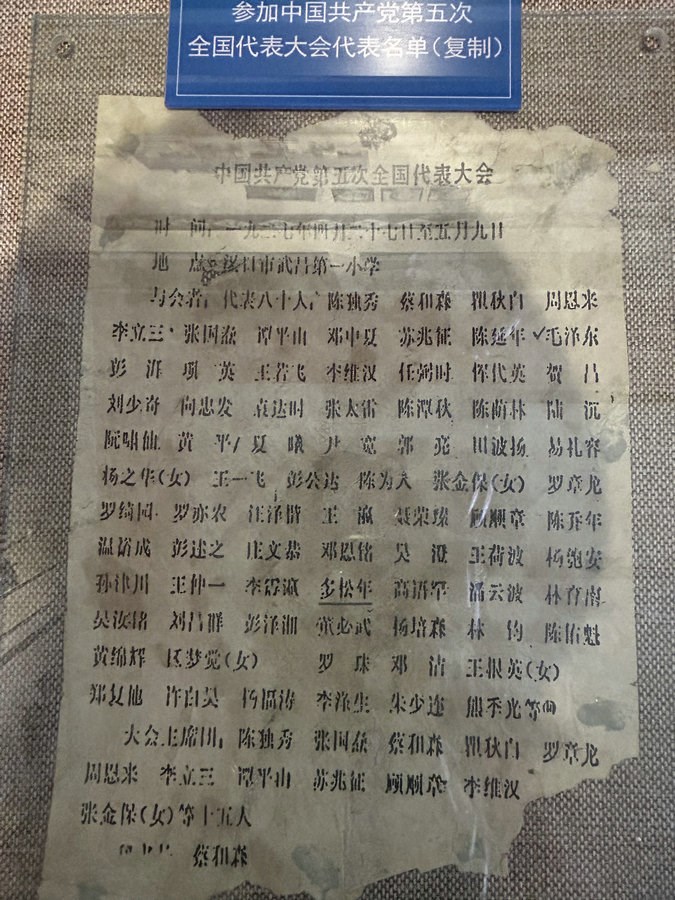 参加中国共产党第五次
全国代表大会代表名单（复制）
中国共产党第五次全国代表大会
时 间：一九二七年四月二十七日至五月九日
地 点：汉口市武昌第一小学
与会者：代表八十人：陈独秀 蔡和森 瞿秋白 周恩来
李立三 张国焘 谭平山 邓中夏 苏兆征 陈延年 ✓毛泽东
彭湃 项英 王若飞 李维汉 任弼时 恽代英 贺昌
刘少奇 向忠发 袁达时 张太雷 陈潭秋 陈荫林 陆沉
阮啸仙 黄平 夏曦 尹宽 郭亮 田波扬 易礼容
杨之华（女） 王一飞 彭公达 陈为人 张金保（女） 罗章龙
罗绮园 罗亦农 汪泽楷 王瀛 聂荣臻 顾顺章 陈乔年
温裕成 彭述之 庄文恭 邓恩铭 吴澄 王荷波 杨匏安
孙津川 王仲一 李震瀛 多松年 高语罕 潘云波 林育南
吴汝铭 刘昌群 彭泽湘 董必武 杨培森 林钧 陈佑魁
黄锦辉 区梦觉（女） 罗珠 邓洁 王根英（女）
郑复他 许白昊 杨福涛 李涤生 朱少连 熊季光等
大会主席团：陈独秀 张国焘 蔡和森 瞿秋白 罗章龙
周恩来 李立三 谭平山 苏兆征 顾顺章 李维汉
张金保（女）等十五人
蔡和森